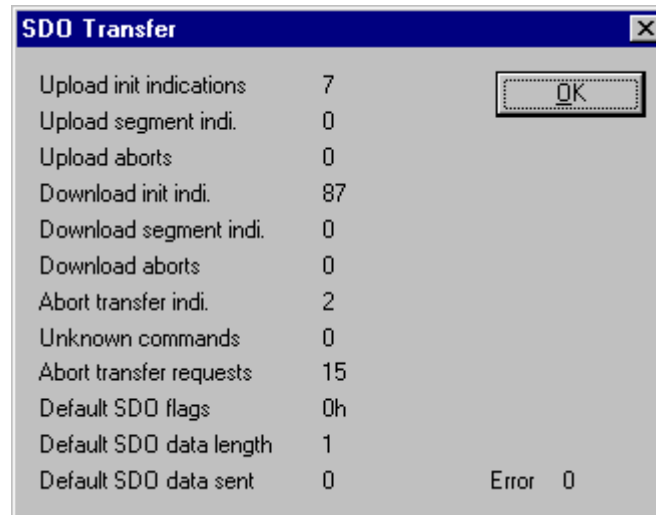 SDO Transfer
Upload init indications 7 OK
Upload segment indi. 0
Upload aborts 0
Download init indi. 87
Download segment indi. 0
Download aborts 0
Abort transfer indi. 2
Unknown commands 0
Abort transfer requests 15
Default SDO flags 0h
Default SDO data length 1
Default SDO data sent 0 Error 0